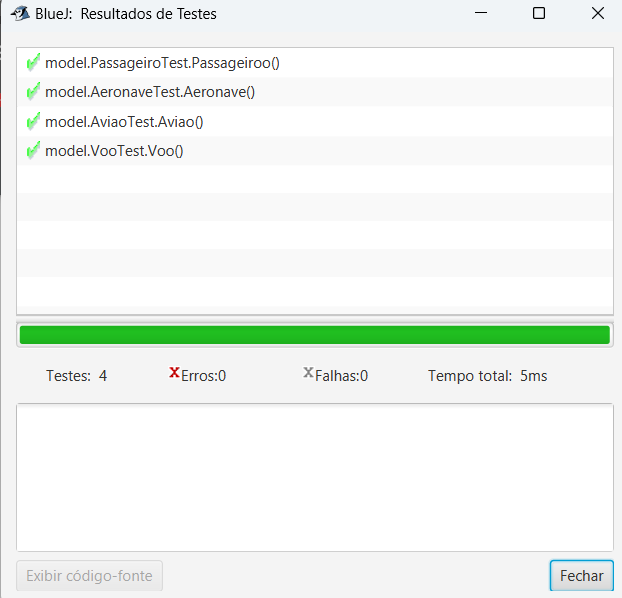 BlueJ: Resultados de Testes
model.PassageiroTest.Passageiroo()
model.AeronaveTest.Aeronave()
model.AviaoTest.Aviao()
model.VooTest.Voo()
Testes: 4 XErros:0 XFalhas:0 Tempo total: 5ms
Exibir código-fonte Fechar